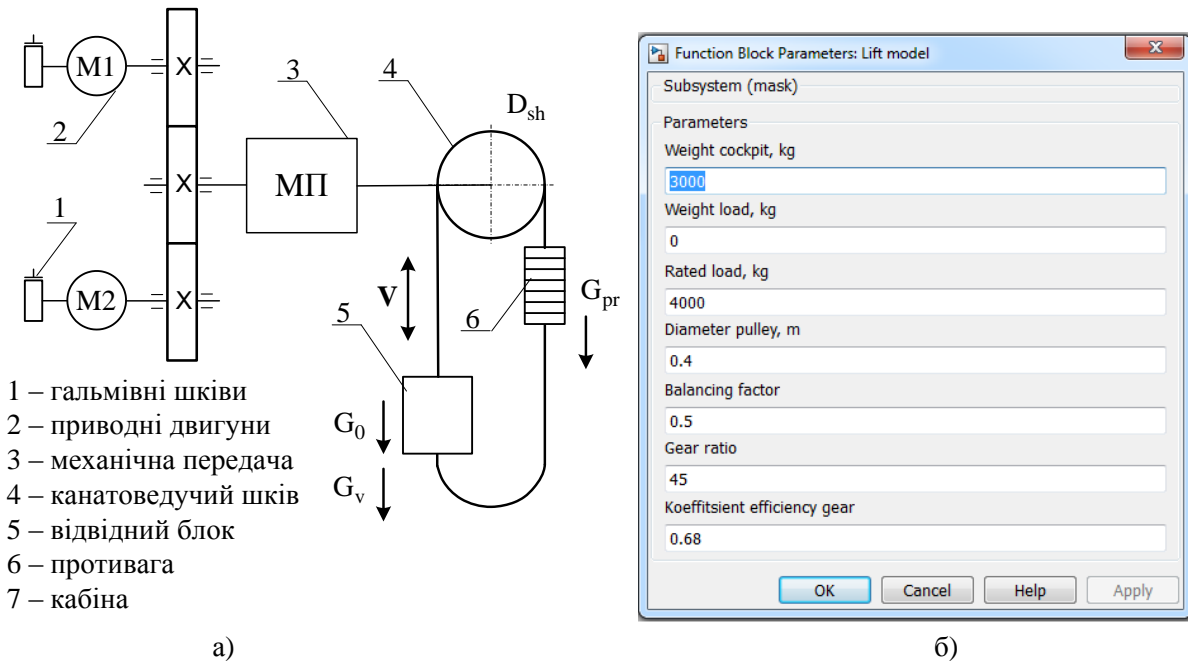 M1
2
3
4
D_sh
X
МП
X
1
M2
X
V
5
6
G_pr
G_0
G_v
1 – гальмівні шківи
2 – приводні двигуни
3 – механічна передача
4 – канатоведучий шків
5 – відвідний блок
6 – противага
7 – кабіна
а)
Function Block Parameters: Lift model
Subsystem (mask)
Parameters
Weight cockpit, kg
3000
Weight load, kg
0
Rated load, kg
4000
Diameter pulley, m
0.4
Balancing factor
0.5
Gear ratio
45
Koeffitsient efficiency gear
0.68
OK Cancel Help Apply
б)